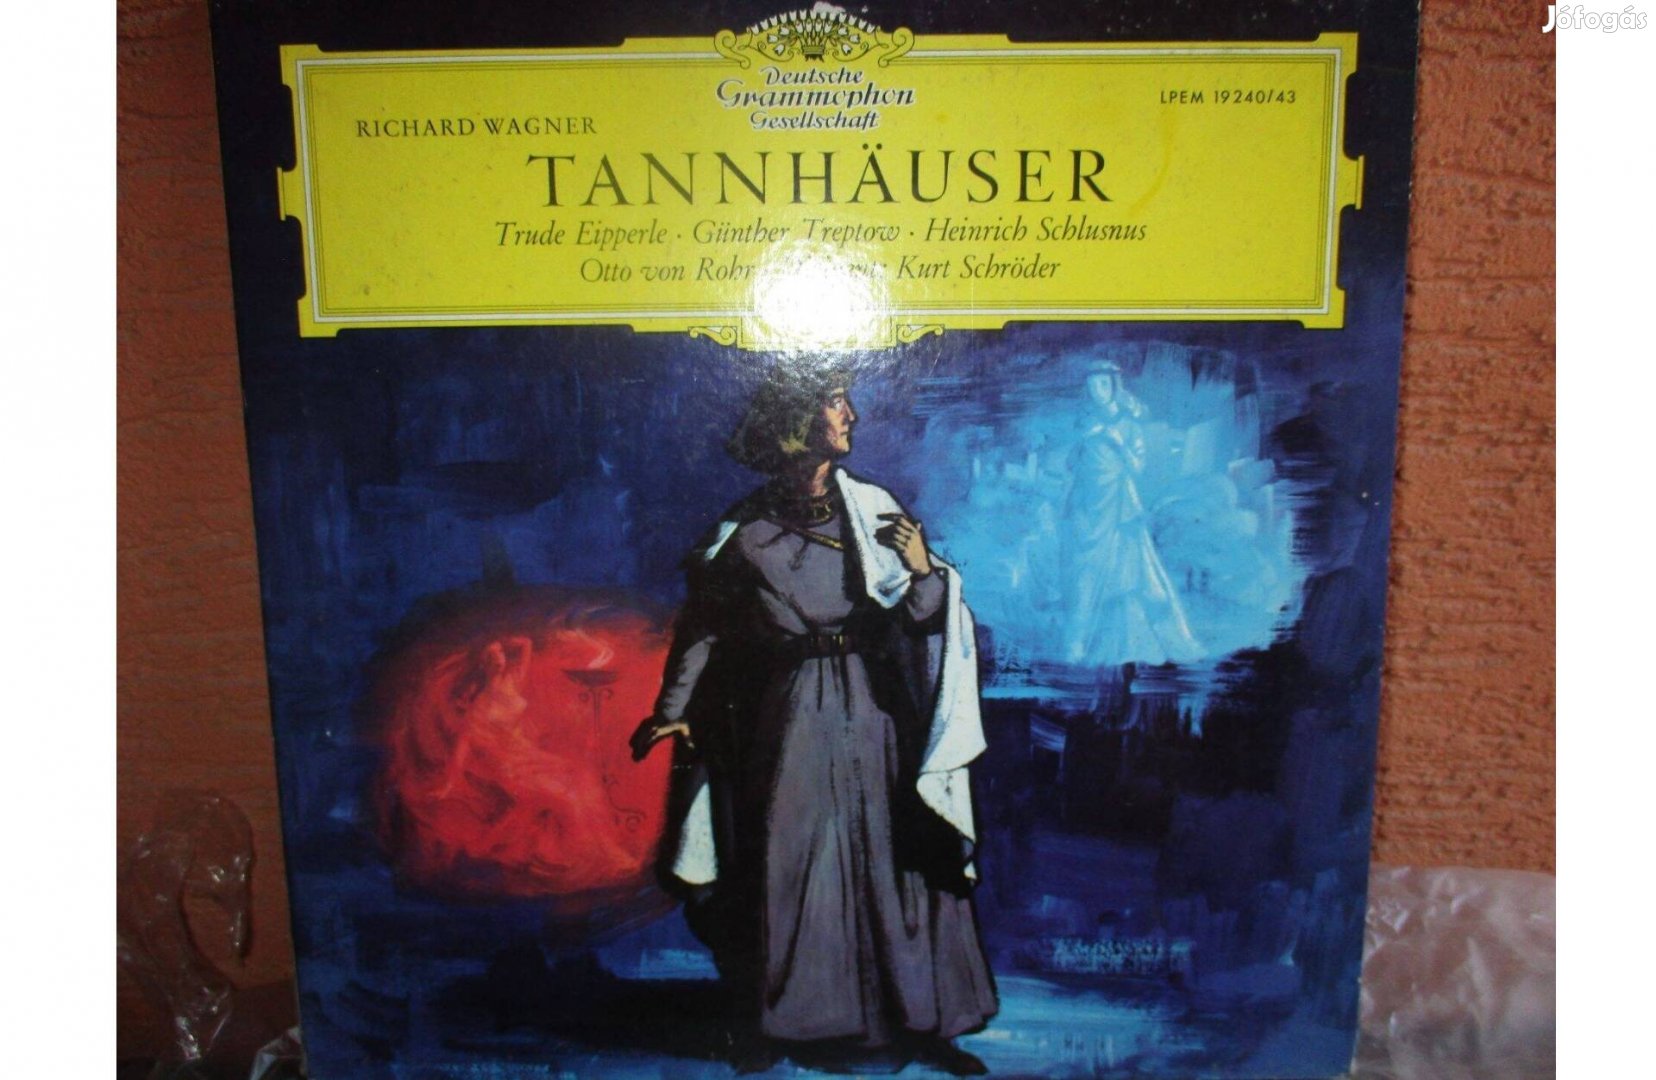 Jófogás
Deutsche
Grammophon
Gesellschaft
LPEM 19240/43
RICHARD WAGNER
TANNHÄUSER
Trude Eipperle · Günther Treptow · Heinrich Schlusnus
Otto von Rohr Kurt Schröder